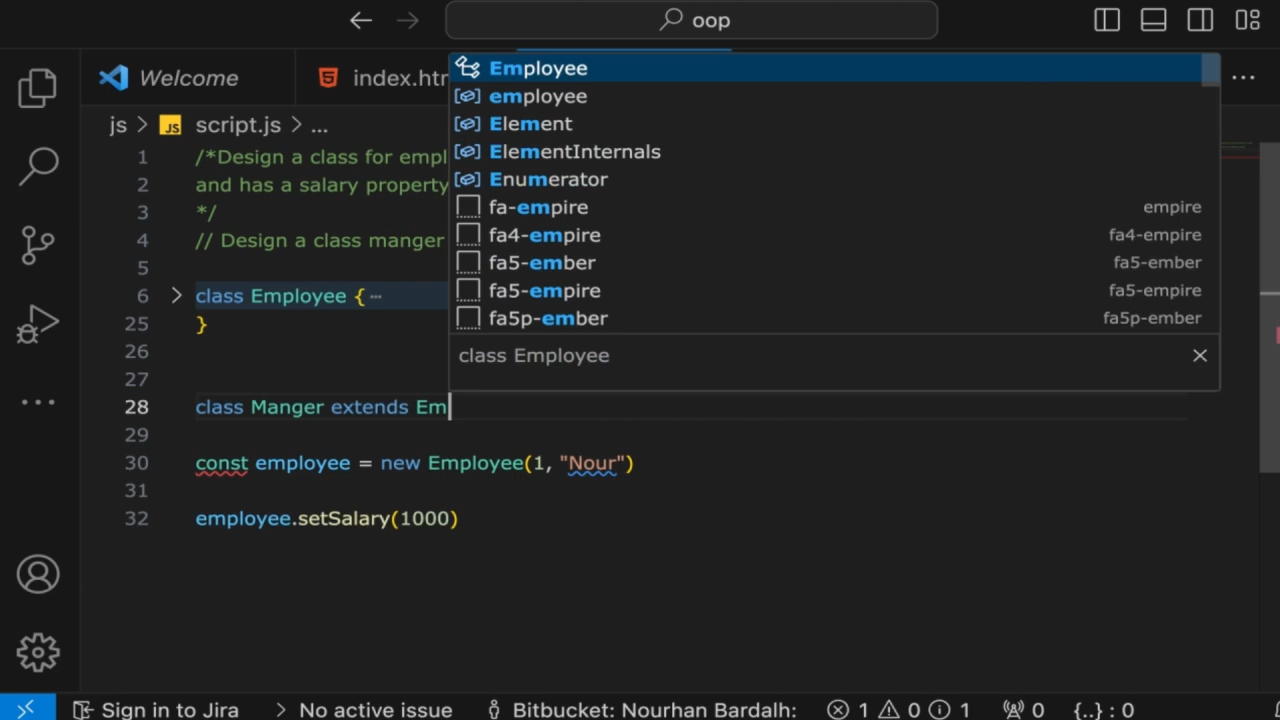 oop
Welcome
index.htm
js > script.js > ...
1 /*Design a class for empl
2 and has a salary property
3 */
4 // Design a class manger
5
6 class Employee { ...
25 }
26
27
28 class Manger extends Em
29
30 const employee = new Employee(1, "Nour")
31
32 employee.setSalary(1000)
Employee
employee
Element
ElementInternals
Enumerator
fa-empire empire
fa4-empire fa4-empire
fa5-ember fa5-ember
fa5-empire fa5-empire
fa5p-ember fa5p-ember
class Employee
Sign in to Jira > No active issue Bitbucket: Nourhan Bardalh: 1 0 1 0 {..} : 0